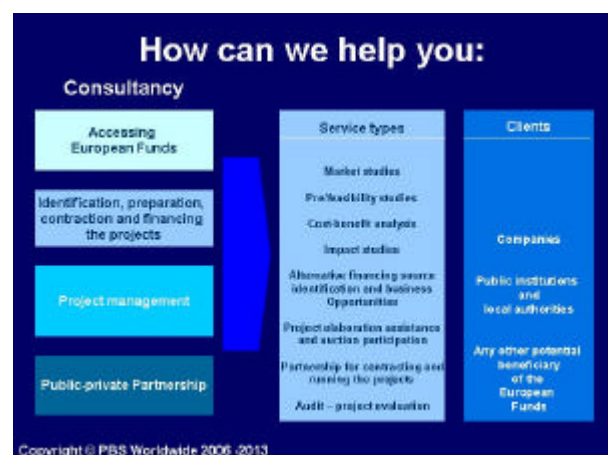 How can we help you:
Consultancy
Accessing
European Funds
Identification, preparation,
contraction and financing
the projects
Project management
Public-private Partnership
Service types
Market studies
Prefeasibility studies
Cost-benefit analysis
Impact studies
Alternative financing source
identification and business
Opportunities
Project elaboration assistance
and auction participation
Partnership for contracting and
running the projects
Audit – project evaluation
Clients
Companies
Public institutions
and
local authorities
Any other potential
beneficiary
of the
European
Funds
Copyright © PBS Worldwide 2006 -2013